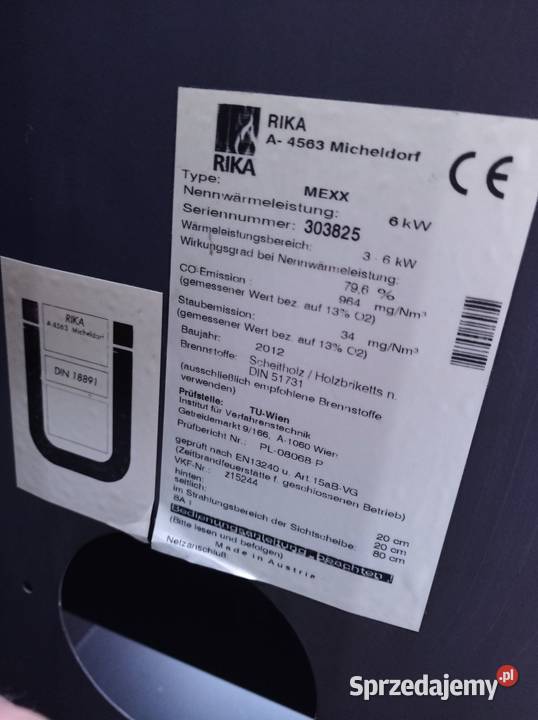 RIKA
RIKA
A- 4563 Micheldorf
CE
Type: MEXX
Nennwärmeleistung: 6 kW
Seriennummer: 303825
Wärmeleistungsbereich: 3 - 6 kW
Wirkungsgrad bei Nennwärmeleistung:
79,6 %
CO-Emission: 964 mg/Nm³
(gemessener Wert bez. auf 13% O2)
Staubemission: 34 mg/Nm³
(gemessener Wert bez. auf 13% O2)
Baujahr: 2012
Brennstoffe: Scheitholz / Holzbriketts n.
DIN 51731
(ausschließlich empfohlene Brennstoffe
verwenden)
Prüfstelle: TU-Wien
Institut für Verfahrenstechnik
Getreidemarkt 9/166, A-1060 Wien
Prüfbericht Nr.: PL-08068-P
geprüft nach EN13240 u. Art. 15aB-VG
(Zeitbrandfeuerstätte f. geschlossenen Betrieb)
VKF-Nr.: z15244
hinten: 20 cm
seitlich: 20 cm
im Strahlungsbereich der Sichtscheibe: 80 cm
Bedienungsanleitung Beachten!
(Bitte lesen und befolgen)
Netzanschluß:
Made in Austria
RIKA
A-4563 Micheldorf
DIN 18891
Sprzedajemy.pl